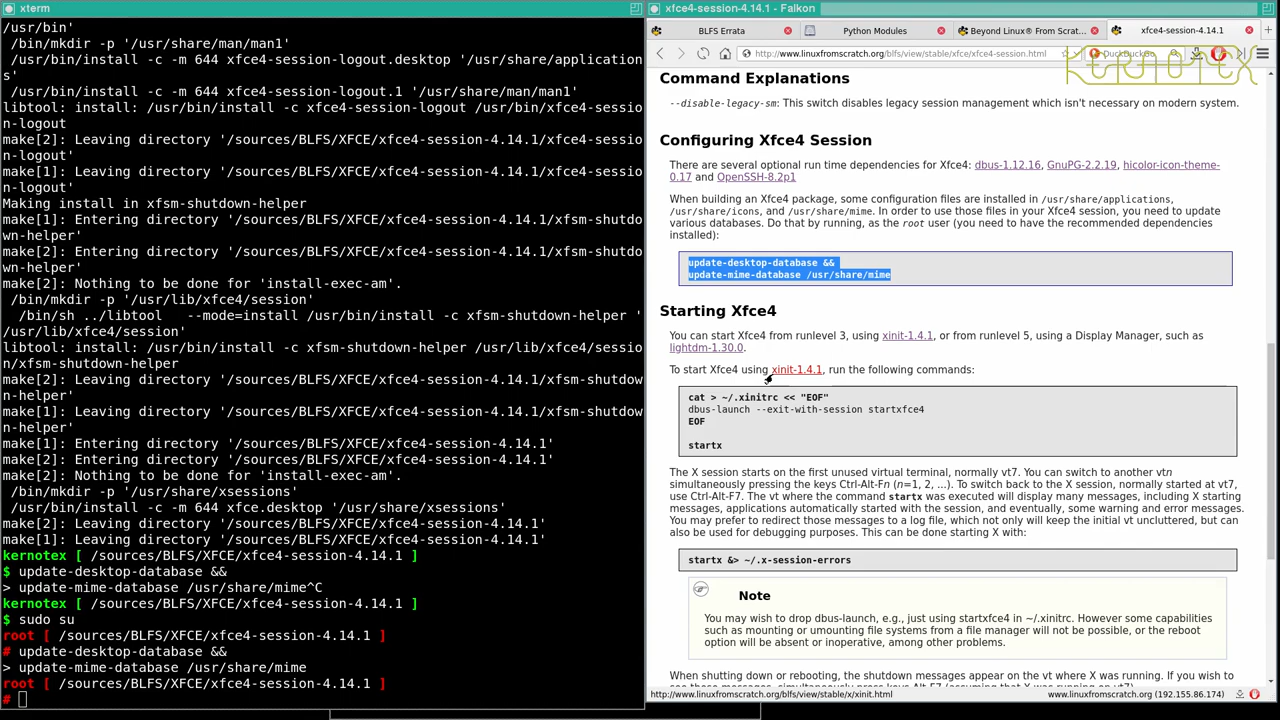 xterm
/usr/bin'
 /bin/mkdir -p '/usr/share/man/man1'
 /usr/bin/install -c -m 644 xfce4-session-logout.desktop '/usr/share/application
s'
 /usr/bin/install -c -m 644 xfce4-session-logout.1 '/usr/share/man/man1'
libtool: install: /usr/bin/install -c xfce4-session-logout /usr/bin/xfce4-sessio
n-logout
make[2]: Leaving directory '/sources/BLFS/XFCE/xfce4-session-4.14.1/xfce4-sessio
n-logout'
make[1]: Leaving directory '/sources/BLFS/XFCE/xfce4-session-4.14.1/xfce4-sessio
n-logout'
Making install in xfsm-shutdown-helper
make[1]: Entering directory '/sources/BLFS/XFCE/xfce4-session-4.14.1/xfsm-shutdo
wn-helper'
make[2]: Entering directory '/sources/BLFS/XFCE/xfce4-session-4.14.1/xfsm-shutdo
wn-helper'
make[2]: Nothing to be done for 'install-exec-am'.
 /bin/mkdir -p '/usr/lib/xfce4/session'
  /bin/sh ../libtool   --mode=install /usr/bin/install -c xfsm-shutdown-helper '
/usr/lib/xfce4/session'
libtool: install: /usr/bin/install -c xfsm-shutdown-helper /usr/lib/xfce4/sessio
n/xfsm-shutdown-helper
make[2]: Leaving directory '/sources/BLFS/XFCE/xfce4-session-4.14.1/xfsm-shutdow
n-helper'
make[1]: Leaving directory '/sources/BLFS/XFCE/xfce4-session-4.14.1/xfsm-shutdow
n-helper'
make[1]: Entering directory '/sources/BLFS/XFCE/xfce4-session-4.14.1'
make[2]: Entering directory '/sources/BLFS/XFCE/xfce4-session-4.14.1'
make[2]: Nothing to be done for 'install-exec-am'.
 /bin/mkdir -p '/usr/share/xsessions'
 /usr/bin/install -c -m 644 xfce.desktop '/usr/share/xsessions'
make[2]: Leaving directory '/sources/BLFS/XFCE/xfce4-session-4.14.1'
make[1]: Leaving directory '/sources/BLFS/XFCE/xfce4-session-4.14.1'
kernotex [ /sources/BLFS/XFCE/xfce4-session-4.14.1 ]
$ update-desktop-database &&
> update-mime-database /usr/share/mime^C
kernotex [ /sources/BLFS/XFCE/xfce4-session-4.14.1 ]
$ sudo su
root [ /sources/BLFS/XFCE/xfce4-session-4.14.1 ]
# update-desktop-database &&
> update-mime-database /usr/share/mime
root [ /sources/BLFS/XFCE/xfce4-session-4.14.1 ]
#
xfce4-session-4.14.1 - Falkon
BLFS Errata
Python Modules
Beyond Linux® From Scrat...
xfce4-session-4.14.1
http://www.linuxfromscratch.org/blfs/view/stable/xfce/xfce4-session.html
DuckDuckGo
KERNOTEX
Command Explanations
--disable-legacy-sm: This switch disables legacy session management which isn't necessary on modern system.
Configuring Xfce4 Session
There are several optional run time dependencies for Xfce4: dbus-1.12.16, GnuPG-2.2.19, hicolor-icon-theme-
0.17 and OpenSSH-8.2p1
When building an Xfce4 package, some configuration files are installed in /usr/share/applications,
/usr/share/icons, and /usr/share/mime. In order to use those files in your Xfce4 session, you need to update
various databases. Do that by running, as the root user (you need to have the recommended dependencies
installed):
update-desktop-database &&
update-mime-database /usr/share/mime
Starting Xfce4
You can start Xfce4 from runlevel 3, using xinit-1.4.1, or from runlevel 5, using a Display Manager, such as
lightdm-1.30.0.
To start Xfce4 using xinit-1.4.1, run the following commands:
cat > ~/.xinitrc << "EOF"
dbus-launch --exit-with-session startxfce4
EOF
startx
The X session starts on the first unused virtual terminal, normally vt7. You can switch to another vtn
simultaneously pressing the keys Ctrl-Alt-Fn (n=1, 2, ...). To switch back to the X session, normally started at vt7,
use Ctrl-Alt-F7. The vt where the command startx was executed will display many messages, including X starting
messages, applications automatically started with the session, and eventually, some warning and error messages.
You may prefer to redirect those messages to a log file, which not only will keep the initial vt uncluttered, but can
also be used for debugging purposes. This can be done starting X with:
startx &> ~/.x-session-errors
Note
You may wish to drop dbus-launch, e.g., just using startxfce4 in ~/.xinitrc. However some capabilities
such as mounting or umounting file systems from a file manager will not be possible, or the reboot
option will be absent or inoperative, among other problems.
When shutting down or rebooting, the shutdown messages appear on the vt where X was running. If you wish to
http://www.linuxfromscratch.org/blfs/view/stable/x/xinit.html
www.linuxfromscratch.org (192.155.86.174)